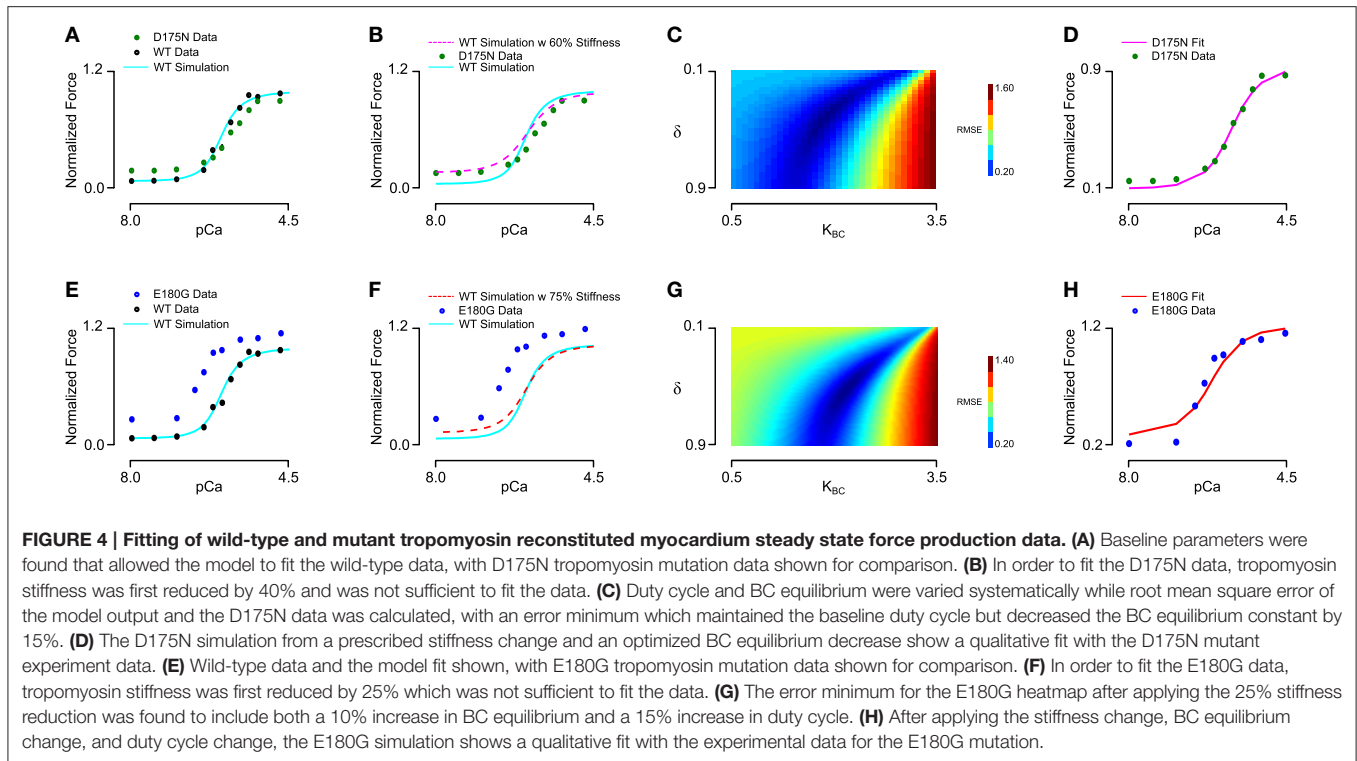 A
D175N Data
WT Data
WT Simulation
1.2
Normalized Force
0.0
8.0
4.5
pCa
B
WT Simulation w 60% Stiffness
D175N Data
WT Simulation
1.2
Normalized Force
0.0
8.0
4.5
pCa
C
0.1
δ
0.9
0.5
3.5
K_BC
1.60
RMSE
0.20
D
D175N Fit
D175N Data
0.9
Normalized Force
0.1
8.0
4.5
pCa
E
E180G Data
WT Data
WT Simulation
1.2
Normalized Force
0.0
8.0
4.5
pCa
F
WT Simulation w 75% Stiffness
E180G Data
WT Simulation
1.2
Normalized Force
0.0
8.0
4.5
pCa
G
0.1
δ
0.9
0.5
3.5
K_BC
1.40
RMSE
0.20
H
E180G Fit
E180G Data
1.2
Normalized Force
0.2
8.0
4.5
pCa
FIGURE 4 | Fitting of wild-type and mutant tropomyosin reconstituted myocardium steady state force production data. (A) Baseline parameters were
found that allowed the model to fit the wild-type data, with D175N tropomyosin mutation data shown for comparison. (B) In order to fit the D175N data, tropomyosin
stiffness was first reduced by 40% and was not sufficient to fit the data. (C) Duty cycle and BC equilibrium were varied systematically while root mean square error of
the model output and the D175N data was calculated, with an error minimum which maintained the baseline duty cycle but decreased the BC equilibrium constant by
15%. (D) The D175N simulation from a prescribed stiffness change and an optimized BC equilibrium decrease show a qualitative fit with the D175N mutant
experiment data. (E) Wild-type data and the model fit shown, with E180G tropomyosin mutation data shown for comparison. (F) In order to fit the E180G data,
tropomyosin stiffness was first reduced by 25% which was not sufficient to fit the data. (G) The error minimum for the E180G heatmap after applying the 25% stiffness
reduction was found to include both a 10% increase in BC equilibrium and a 15% increase in duty cycle. (H) After applying the stiffness change, BC equilibrium
change, and duty cycle change, the E180G simulation shows a qualitative fit with the experimental data for the E180G mutation.